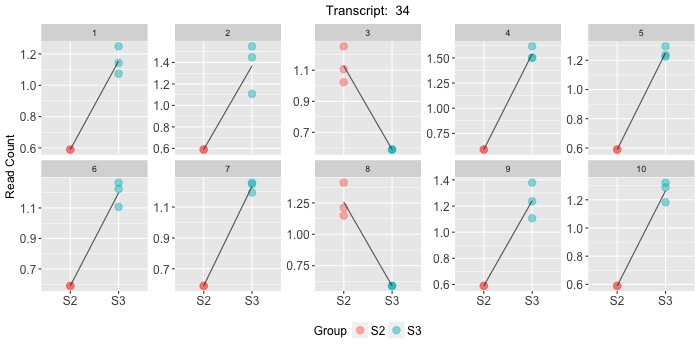 Transcript: 34
1 2 3 4 5
1.2 1.0 0.8 0.6
1.4 1.2 1.0 0.8 0.6
1.1 0.9 0.7
1.50 1.25 1.00 0.75
1.2 1.0 0.8 0.6
Read Count
6 7 8 9 10
1.1 0.9 0.7
1.1 0.9 0.7
1.25 1.00 0.75
1.4 1.2 1.0 0.8 0.6
1.2 1.0 0.8 0.6
S2 S3 S2 S3 S2 S3 S2 S3 S2 S3
Group S2 S3